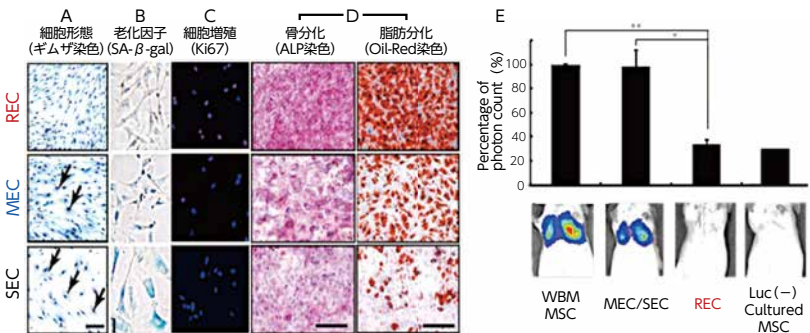 A
細胞形態
(ギムザ染色)
B
老化因子
(SA-β-gal)
C
細胞増殖
(Ki67)
D
骨分化
(ALP染色)
脂肪分化
(Oil-Red染色)
REC
MEC
SEC
E
Percentage of
photon count (%)
100
80
60
40
20
0
**
*
WBM
MSC
MEC/SEC
REC
Luc(−)
Cultured
MSC